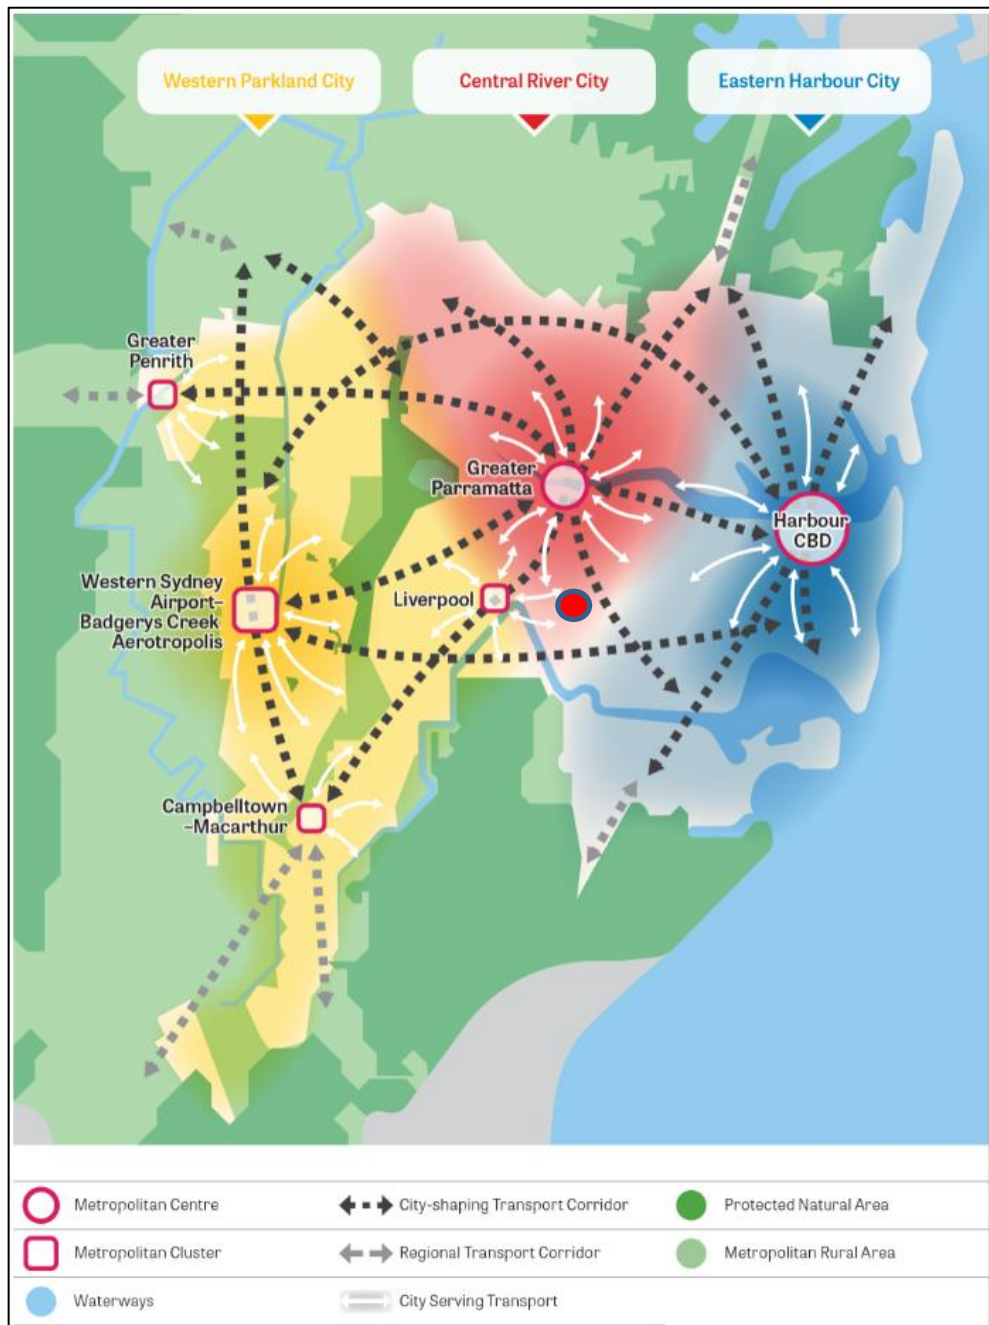 Western Parkland City
Central River City
Eastern Harbour City
Greater
Penrith
Greater
Parramatta
Harbour
CBD
Western Sydney
Airport–
Badgerys Creek
Aerotropolis
Liverpool
Campbelltown
–Macarthur
Metropolitan Centre
City-shaping Transport Corridor
Protected Natural Area
Metropolitan Cluster
Regional Transport Corridor
Metropolitan Rural Area
Waterways
City Serving Transport